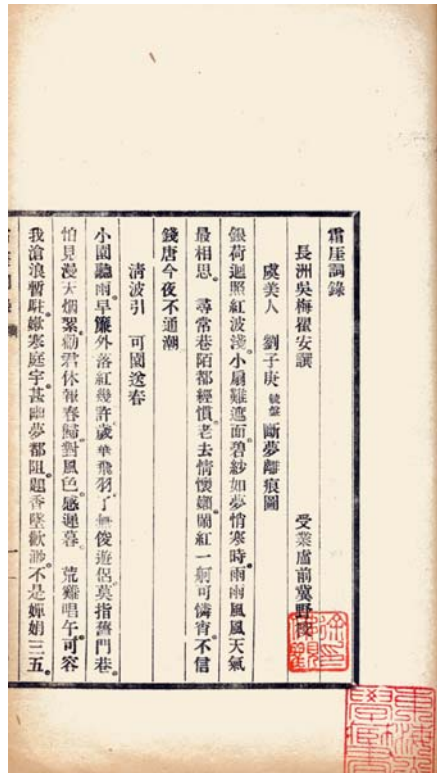 霜厓詞錄
長洲吳梅瞿安譔　受業盧前冀野校
虞美人　劉子庚毓盤斷夢離痕圖
銀荷迴照紅波淺。小扇難遮面。碧紗如夢悄寒時。雨雨風風天氣
最相思。　尋常巷陌都經慣。老去情懷嬾。鬧紅一舸可憐宵。不信
錢唐今夜不通潮
淸波引　可園送春
小園聽雨。早簾外落紅幾許。歲華飛羽。了無俊遊侶。莫指舊門巷。
怕見漫天烟絮。勸君休報春歸。對風色。感遲暮。　荒雞唱午。可容
我滄浪暫駐。嫩寒庭宇。甚幽夢都阻。題香墜歡渺。不是嬋娟三五。